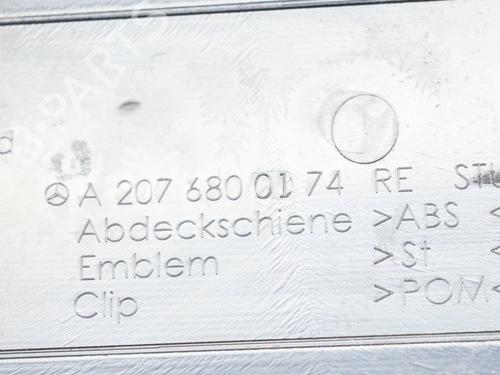 A 207 680 01 74 RE
Abdeckschiene >ABS<
Emblem >St<
Clip >POM<